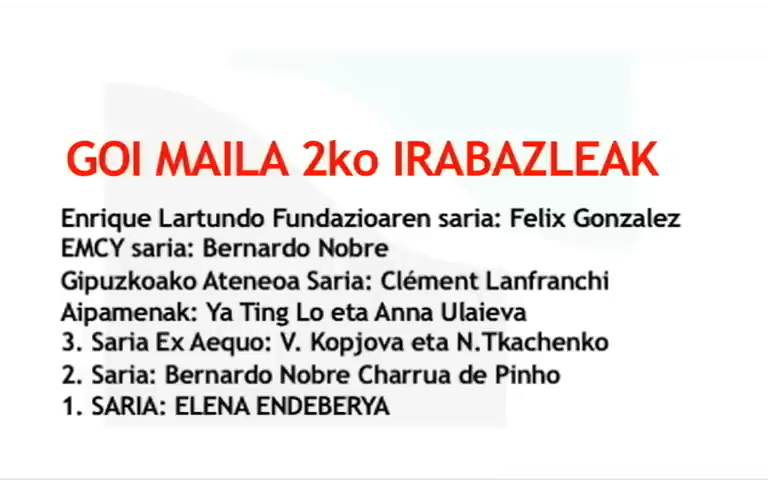 GOI MAILA 2ko IRABAZLEAK
Enrique Lartundo Fundazioaren saria: Felix Gonzalez
EMCY saria: Bernardo Nobre
Gipuzkoako Ateneoa Saria: Clément Lanfranchi
Aipamenak: Ya Ting Lo eta Anna Ulaieva
3. Saria Ex Aequo: V. Kopjova eta N.Tkachenko
2. Saria: Bernardo Nobre Charrua de Pinho
1. SARIA: ELENA ENDEBERYA